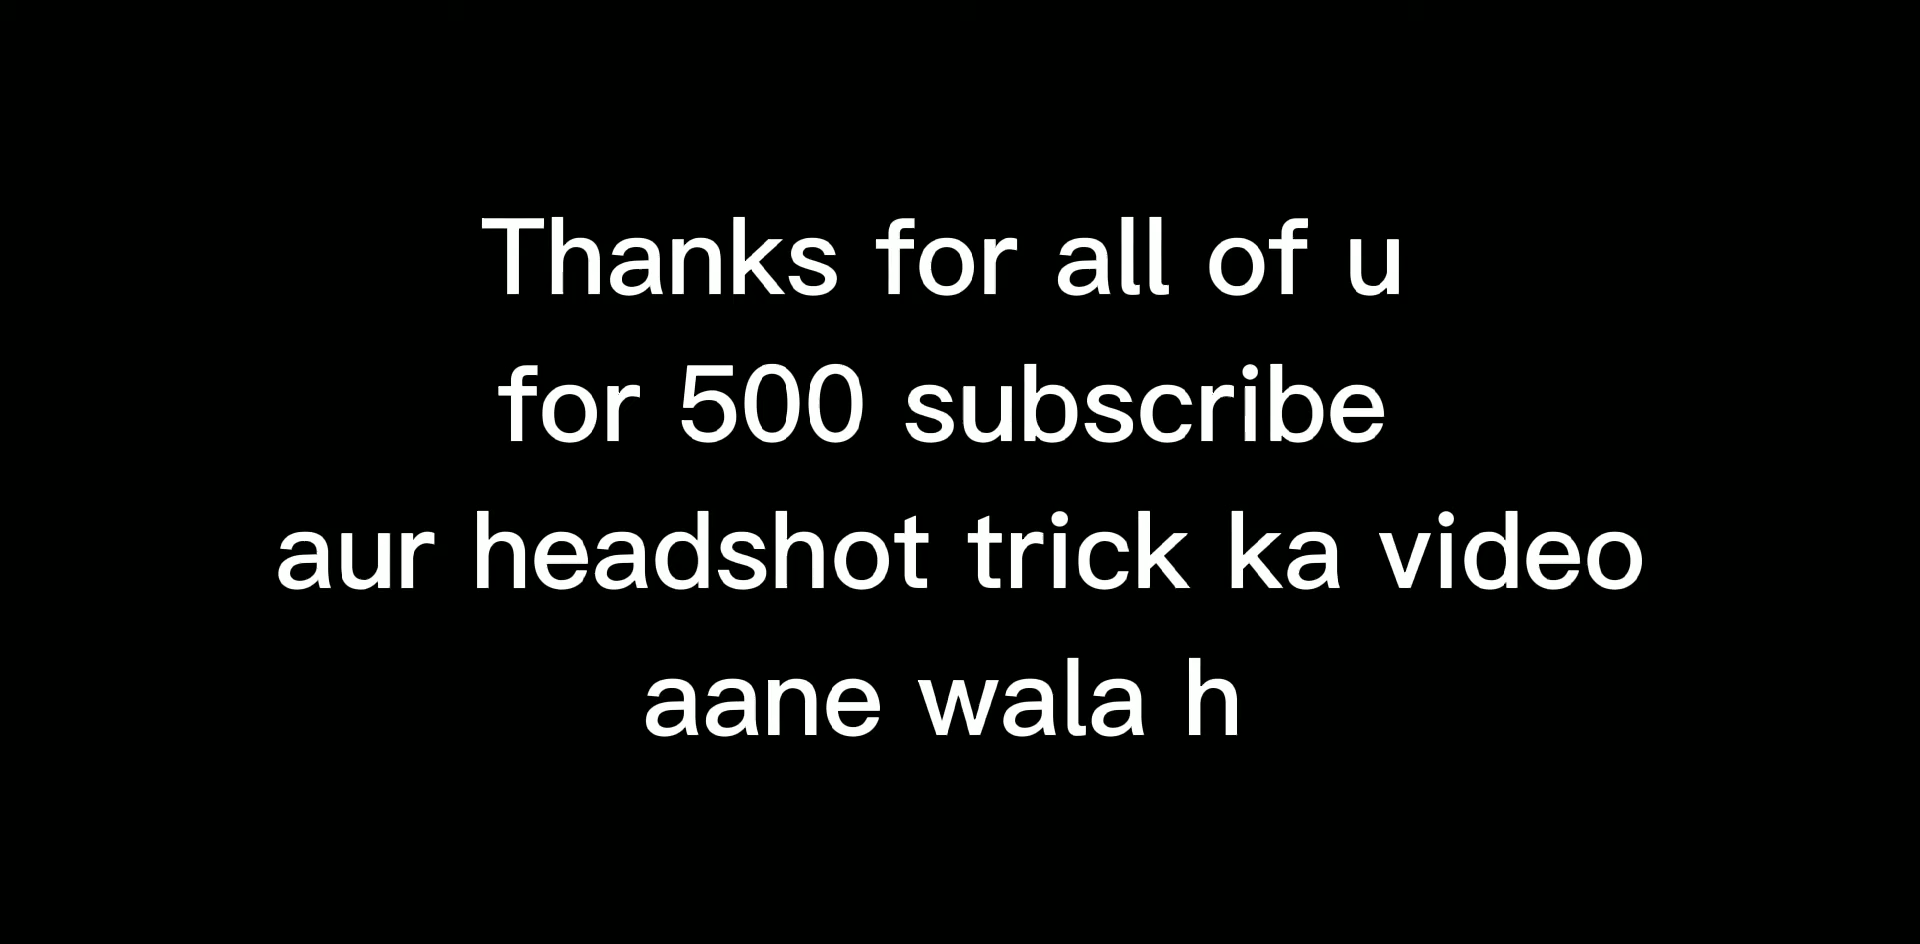 Thanks for all of u
for 500 subscribe
aur headshot trick ka video
aane wala h